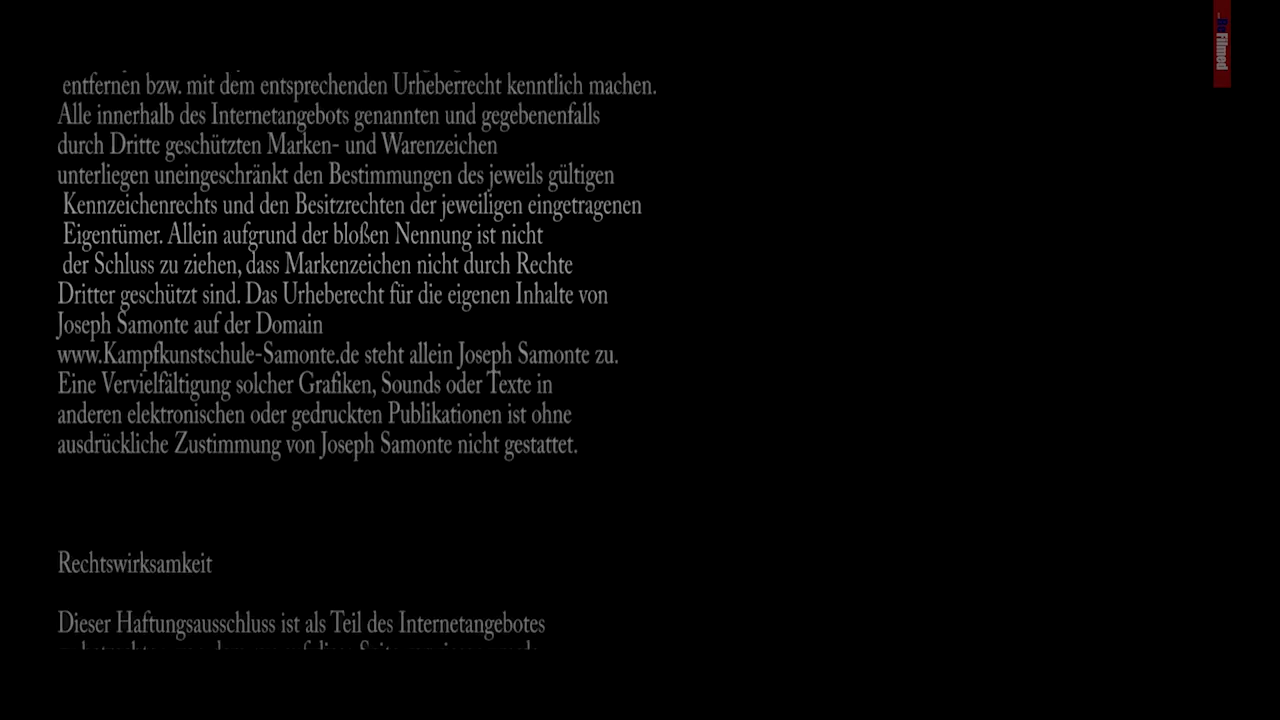 entfernen bzw. mit dem entsprechenden Urheberrecht kenntlich machen.
Alle innerhalb des Internetangebots genannten und gegebenenfalls
durch Dritte geschützten Marken- und Warenzeichen
unterliegen uneingeschränkt den Bestimmungen des jeweils gültigen
Kennzeichenrechts und den Besitzrechten der jeweiligen eingetragenen
Eigentümer. Allein aufgrund der bloßen Nennung ist nicht
der Schluss zu ziehen, dass Markenzeichen nicht durch Rechte
Dritter geschützt sind. Das Urheberecht für die eigenen Inhalte von
Joseph Samonte auf der Domain
www.Kampfkunstschule-Samonte.de steht allein Joseph Samonte zu.
Eine Vervielfältigung solcher Grafiken, Sounds oder Texte in
anderen elektronischen oder gedruckten Publikationen ist ohne
ausdrückliche Zustimmung von Joseph Samonte nicht gestattet.
Rechtswirksamkeit
Dieser Haftungsausschluss ist als Teil des Internetangebotes
Filmed